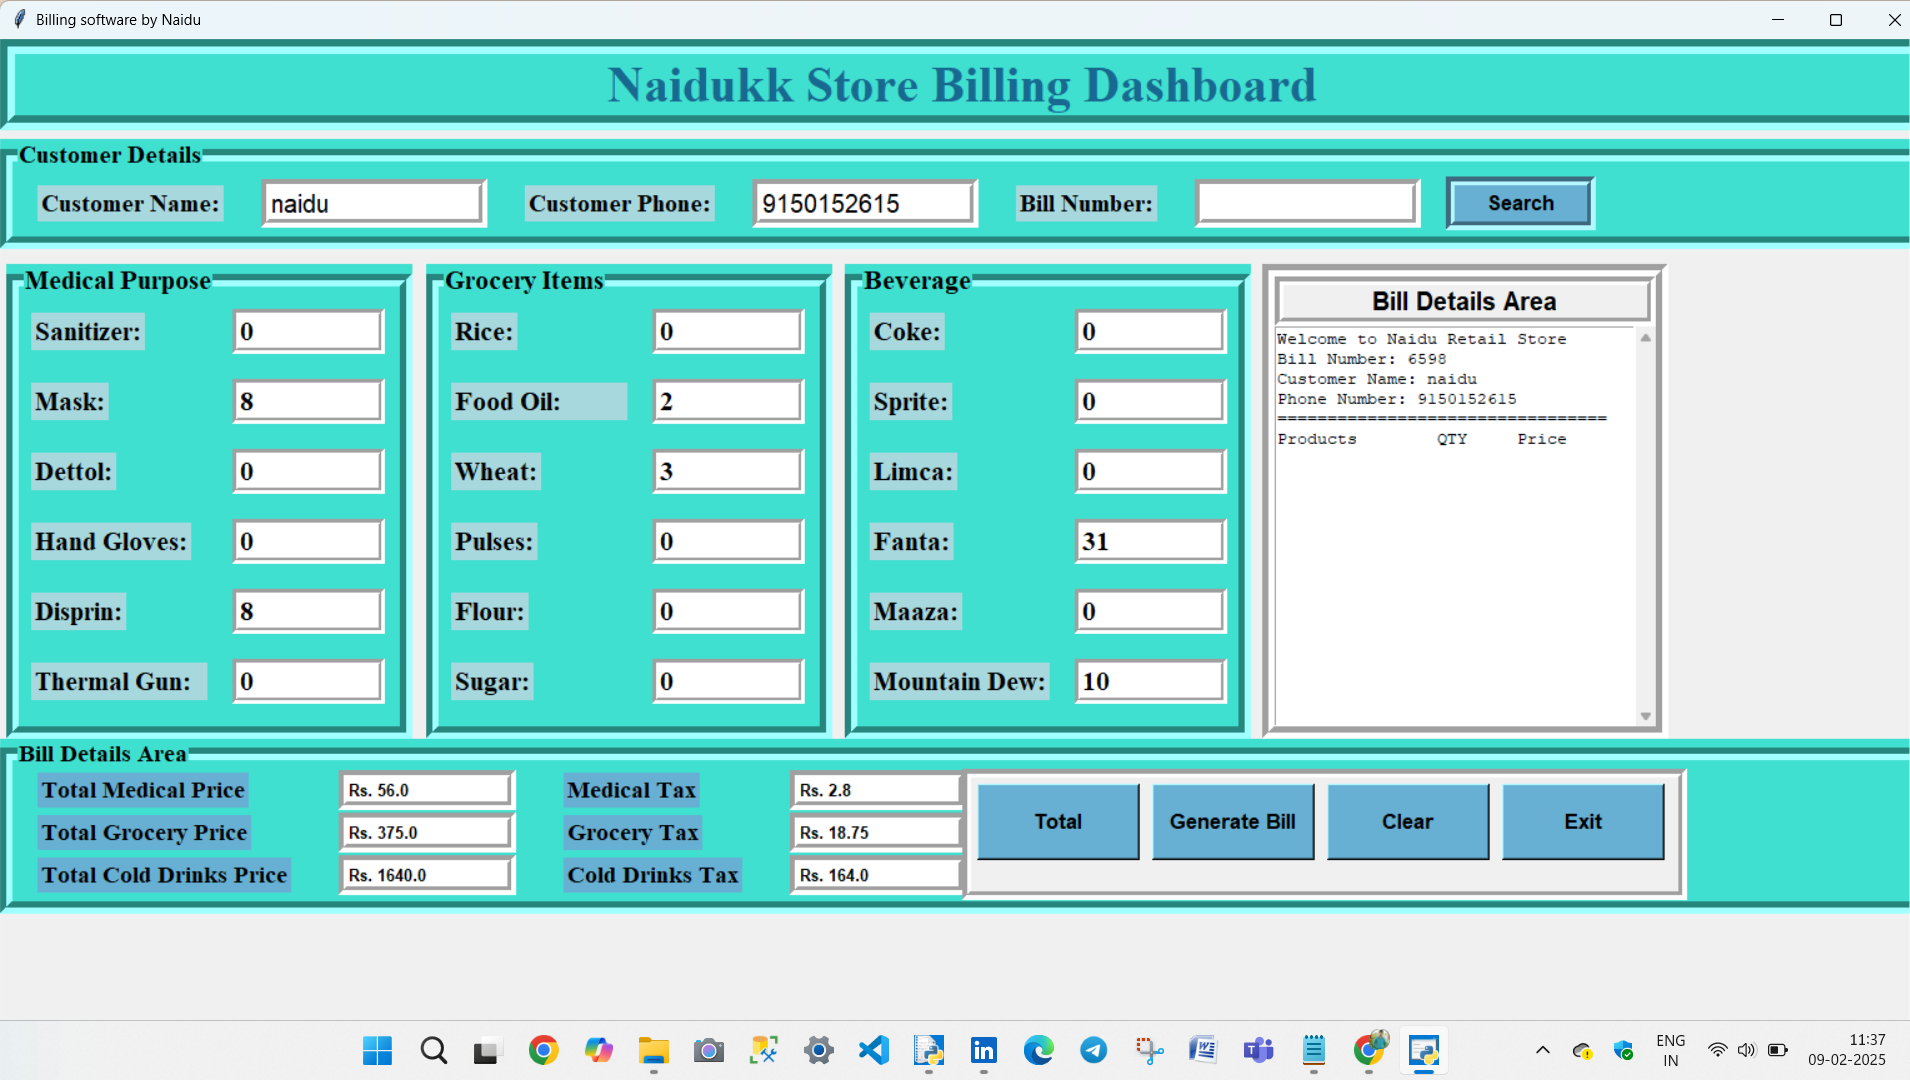 Billing software by Naidu
Naidukk Store Billing Dashboard
Customer Details
Customer Name: naidu Customer Phone: 9150152615 Bill Number: Search
Medical Purpose
Sanitizer: 0
Mask: 8
Dettol: 0
Hand Gloves: 0
Disprin: 8
Thermal Gun: 0
Grocery Items
Rice: 0
Food Oil: 2
Wheat: 3
Pulses: 0
Flour: 0
Sugar: 0
Beverage
Coke: 0
Sprite: 0
Limca: 0
Fanta: 31
Maaza: 0
Mountain Dew: 10
Bill Details Area
Welcome to Naidu Retail Store
Bill Number: 6598
Customer Name: naidu
Phone Number: 9150152615
=================================
Products QTY Price
Bill Details Area
Total Medical Price Rs. 56.0 Medical Tax Rs. 2.8
Total Grocery Price Rs. 375.0 Grocery Tax Rs. 18.75
Total Cold Drinks Price Rs. 1640.0 Cold Drinks Tax Rs. 164.0
Total Generate Bill Clear Exit
ENG
IN
11:37
09-02-2025